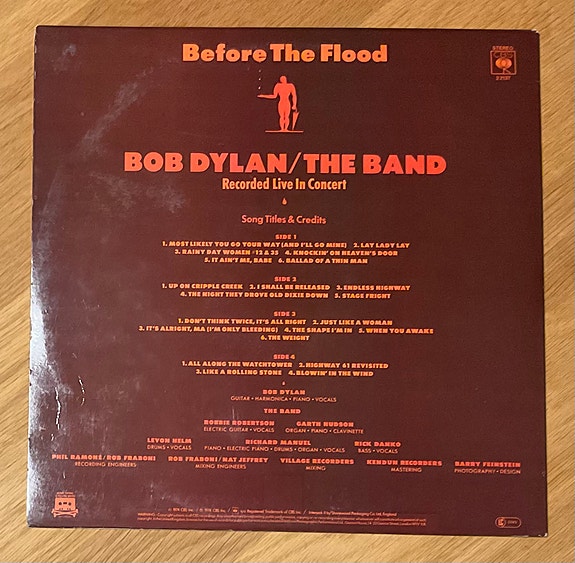 Before The Flood
STEREO
CBS
BOB DYLAN/THE BAND
Recorded Live In Concert
Song Titles & Credits
SIDE 1
1. MOST LIKELY YOU GO YOUR WAY (AND I'LL GO MINE) 2. LAY LADY LAY
3. RAINY DAY WOMEN #12 & 35 4. KNOCKIN' ON HEAVEN'S DOOR
5. IT AIN'T ME, BABE 6. BALLAD OF A THIN MAN
SIDE 2
1. UP ON CRIPPLE CREEK 2. I SHALL BE RELEASED 3. ENDLESS HIGHWAY
4. THE NIGHT THEY DROVE OLD DIXIE DOWN 5. STAGE FRIGHT
SIDE 3
1. DON'T THINK TWICE, IT'S ALL RIGHT 2. JUST LIKE A WOMAN
3. IT'S ALRIGHT, MA (I'M ONLY BLEEDING) 4. THE SHAPE I'M IN 5. WHEN YOU AWAKE
6. THE WEIGHT
SIDE 4
1. ALL ALONG THE WATCHTOWER 2. HIGHWAY 61 REVISITED
3. LIKE A ROLLING STONE 4. BLOWIN' IN THE WIND
BOB DYLAN
GUITAR • HARMONICA • PIANO • VOCALS
THE BAND
ROBBIE ROBERTSON GARTH HUDSON
ELECTRIC GUITAR • VOCALS ORGAN • PIANO • CLAVINETTE
LEVON HELM RICHARD MANUEL RICK DANKO
DRUMS • VOCALS PIANO • ELECTRIC PIANO • DRUMS • ORGAN • VOCALS BASS • VOCALS
PHIL RAMONÉ/ROB FRABONI ROB FRABONI/NAT JEFFREY VILLAGE RECORDERS KENDUN RECORDERS BARRY FEINSTEIN
RECORDING ENGINEERS MIXING ENGINEERS MIXING MASTERING PHOTOGRAPHY • DESIGN